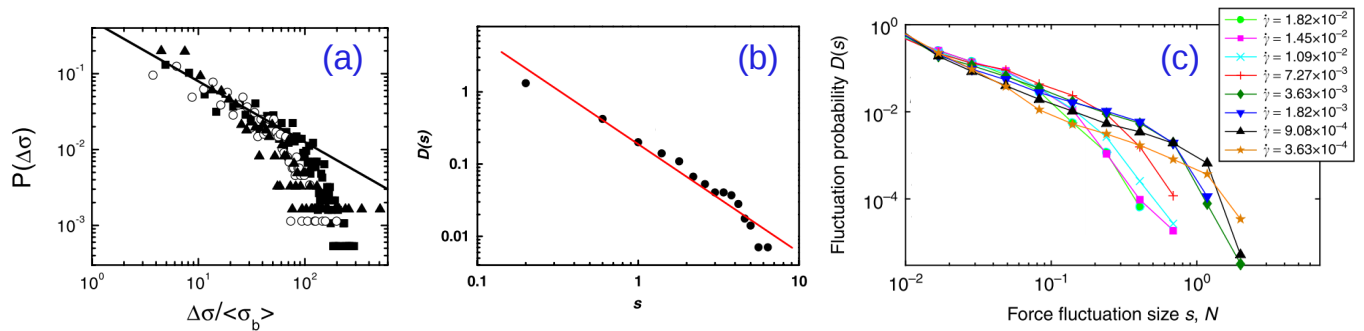 (a)
P(Δσ)
10⁻¹
10⁻²
10⁻³
10⁰
10¹
10²
Δσ/<σ_b>
(b)
D(s)
1
0.1
0.01
0.1
1
10
s
(c)
Fluctuation probability D(s)
10⁰
10⁻²
10⁻⁴
10⁻²
10⁻¹
10⁰
Force fluctuation size s, N
γ̇ = 1.82×10⁻²
γ̇ = 1.45×10⁻²
γ̇ = 1.09×10⁻²
γ̇ = 7.27×10⁻³
γ̇ = 3.63×10⁻³
γ̇ = 1.82×10⁻³
γ̇ = 9.08×10⁻⁴
γ̇ = 3.63×10⁻⁴